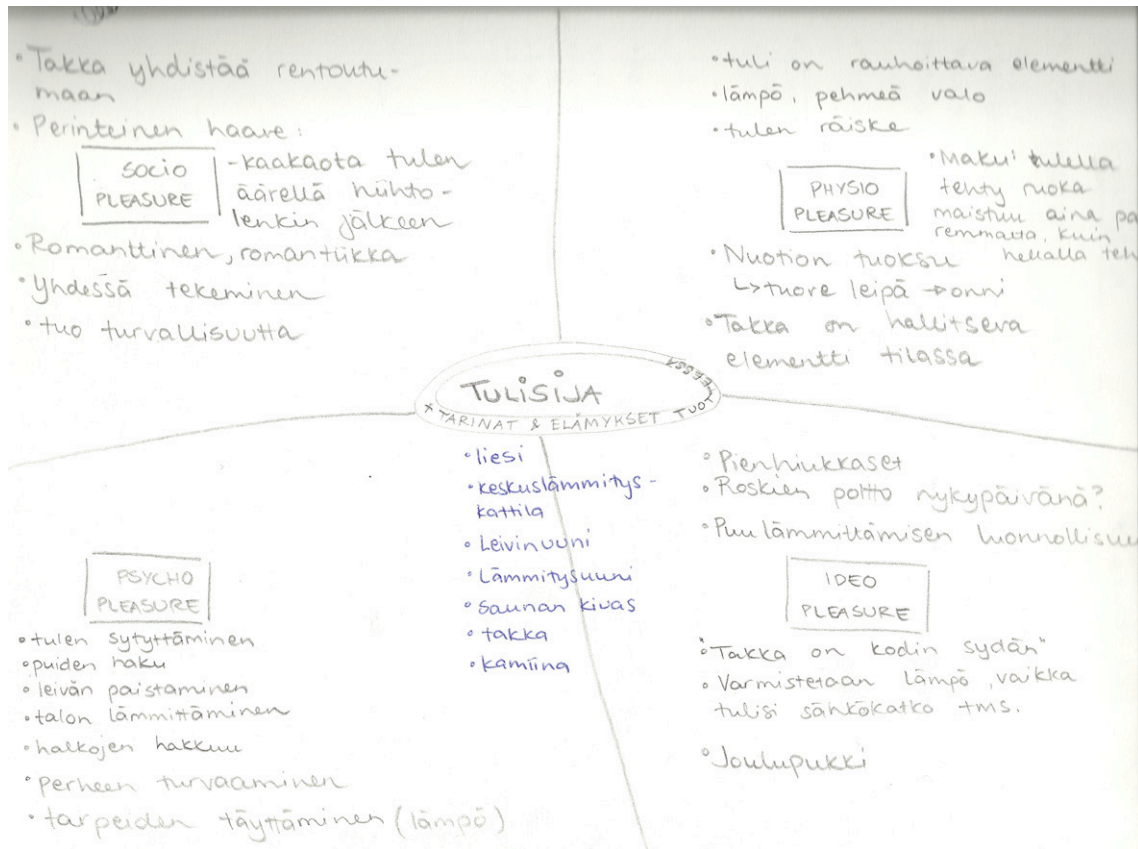 • Takka yhdistää rentoutu-
maan
• Perinteinen haave:
SOCIO
PLEASURE
- kaakaota tulen
äärellä hiihto-
lenkin jälkeen
• Romanttinen, romantiikka
• Yhdessä tekeminen
• tuo turvallisuutta
• tuli on rauhoittava elementti
• lämpö, pehmeä valo
• tulen räiske
PHYSIO
PLEASURE
• Maku: tulella
tehty ruoka
maistuu aina pa
remmalta, kuin
hellalla teh
• Nuotion tuoksu
↳ tuore leipä → onni
• Takka on hallitseva
elementti tilassa
TULISIJA
+ TARINAT & ELÄMYKSET TUOTTEESSA
• liesi
• keskuslämmitys-
kattila
• Leivinuuni
• Lämmitysuuni
• saunan kiuas
• takka
• kamiina
PSYCHO
PLEASURE
• tulen sytyttäminen
• puiden haku
• leivän paistaminen
• talon lämmittäminen
• halkojen hakkuu
• perheen turvaaminen
• tarpeiden täyttäminen (lämpö)
• Pienhiukkaset
• Roskien poltto nykypäivänä?
• Puulämmittämisen luonnollisuu
IDEO
PLEASURE
• "Takka on kodin sydän"
• Varmistetaan lämpö, vaikka
tulisi sähkökatko tms.
• Joulupukki